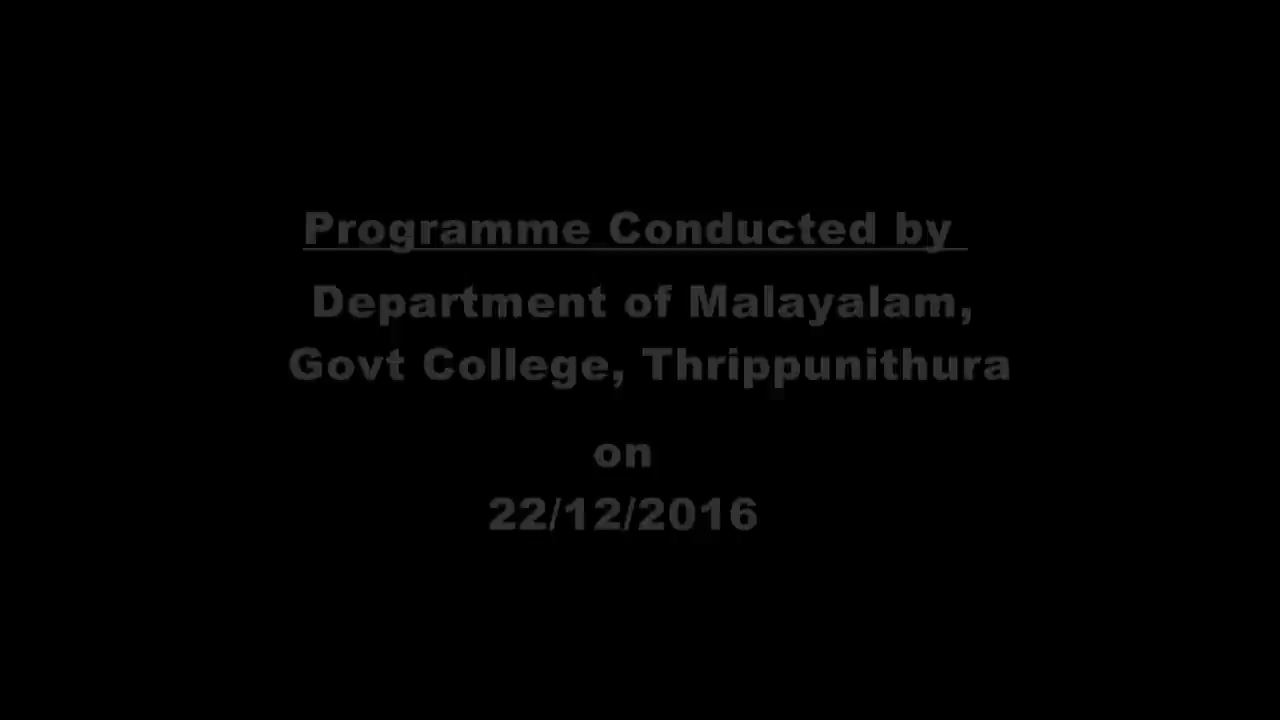 Programme Conducted by
Department of Malayalam,
Govt College, Thrippunithura
on
22/12/2016